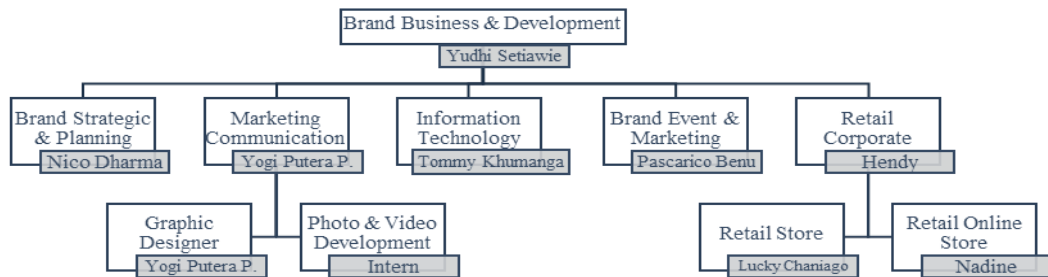 Brand Business & Development
Yudhi Setiawie
Brand Strategic
& Planning
Nico Dharma
Marketing
Communication
Yogi Putera P.
Information
Technology
Tommy Khumanga
Brand Event &
Marketing
Pascarico Benu
Retail
Corporate
Hendy
Graphic
Designer
Yogi Putera P.
Photo & Video
Development
Intern
Retail Store
Lucky Chaniago
Retail Online
Store
Nadine